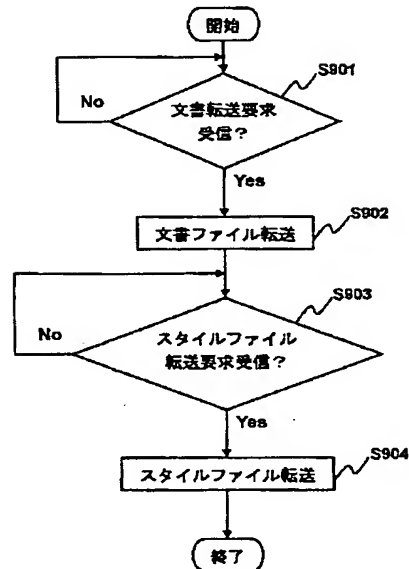 開始
S901
No
文書転送要求
受信？
Yes
S902
文書ファイル転送
S903
No
スタイルファイル
転送要求受信？
Yes
S904
スタイルファイル転送
終了